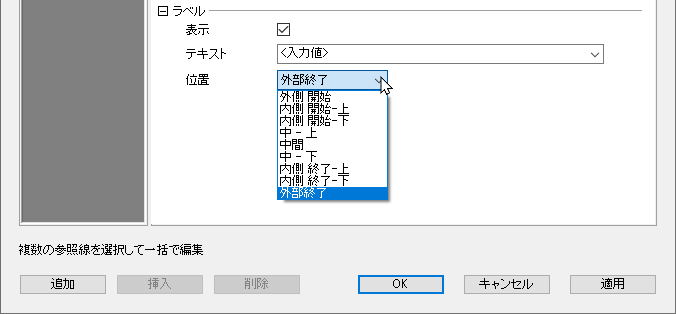 ラベル
表示
テキスト <入力値>
位置 外部終了
外側 開始
内側 開始-上
内側 開始-下
中 - 上
中間
中 - 下
内側 終了-上
内側 終了-下
外部終了
複数の参照線を選択して一括で編集
追加 挿入 削除 OK キャンセル 適用